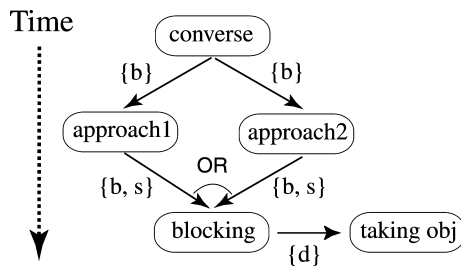 Time
converse
{b} {b}
approach1 approach2
OR
{b, s} {b, s}
blocking taking obj
{d}